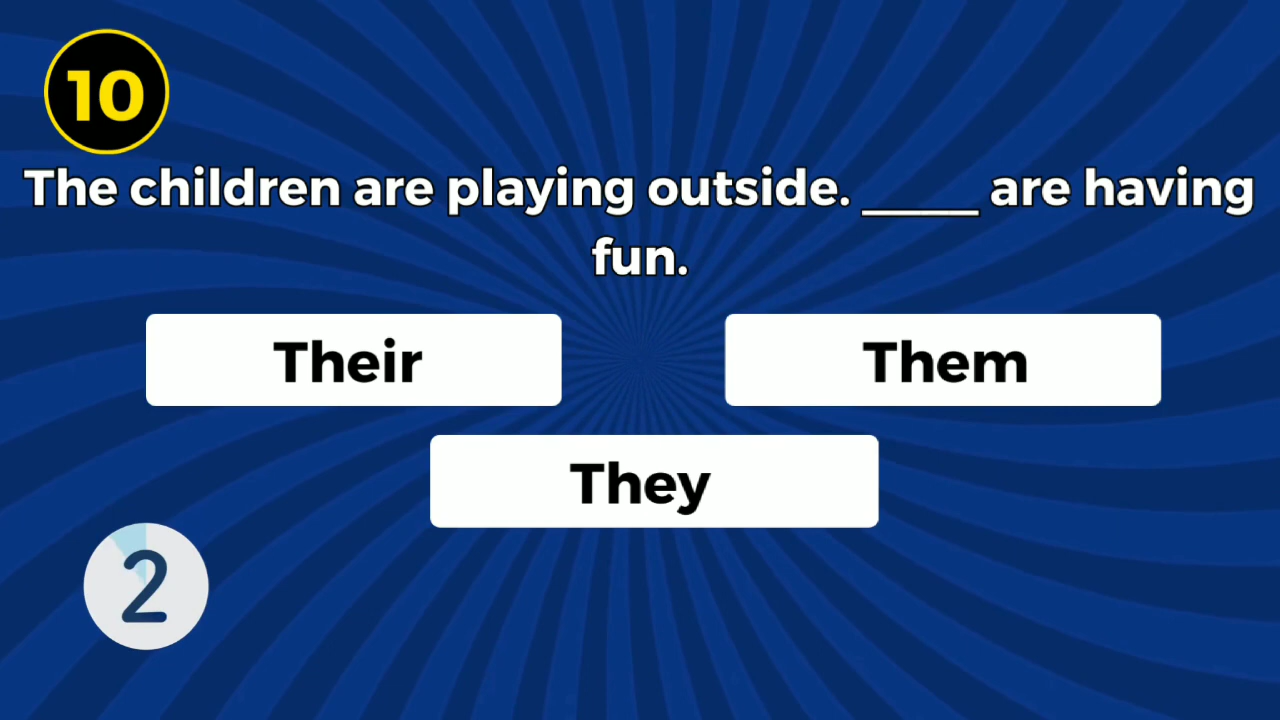 10
The children are playing outside. _____ are having
fun.
Their
Them
They
2